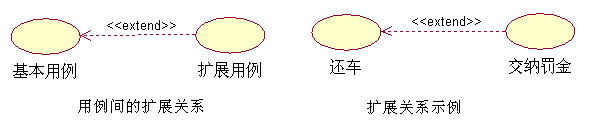 <<extend>>
基本用例
扩展用例
用例间的扩展关系
<<extend>>
还车
交纳罚金
扩展关系示例